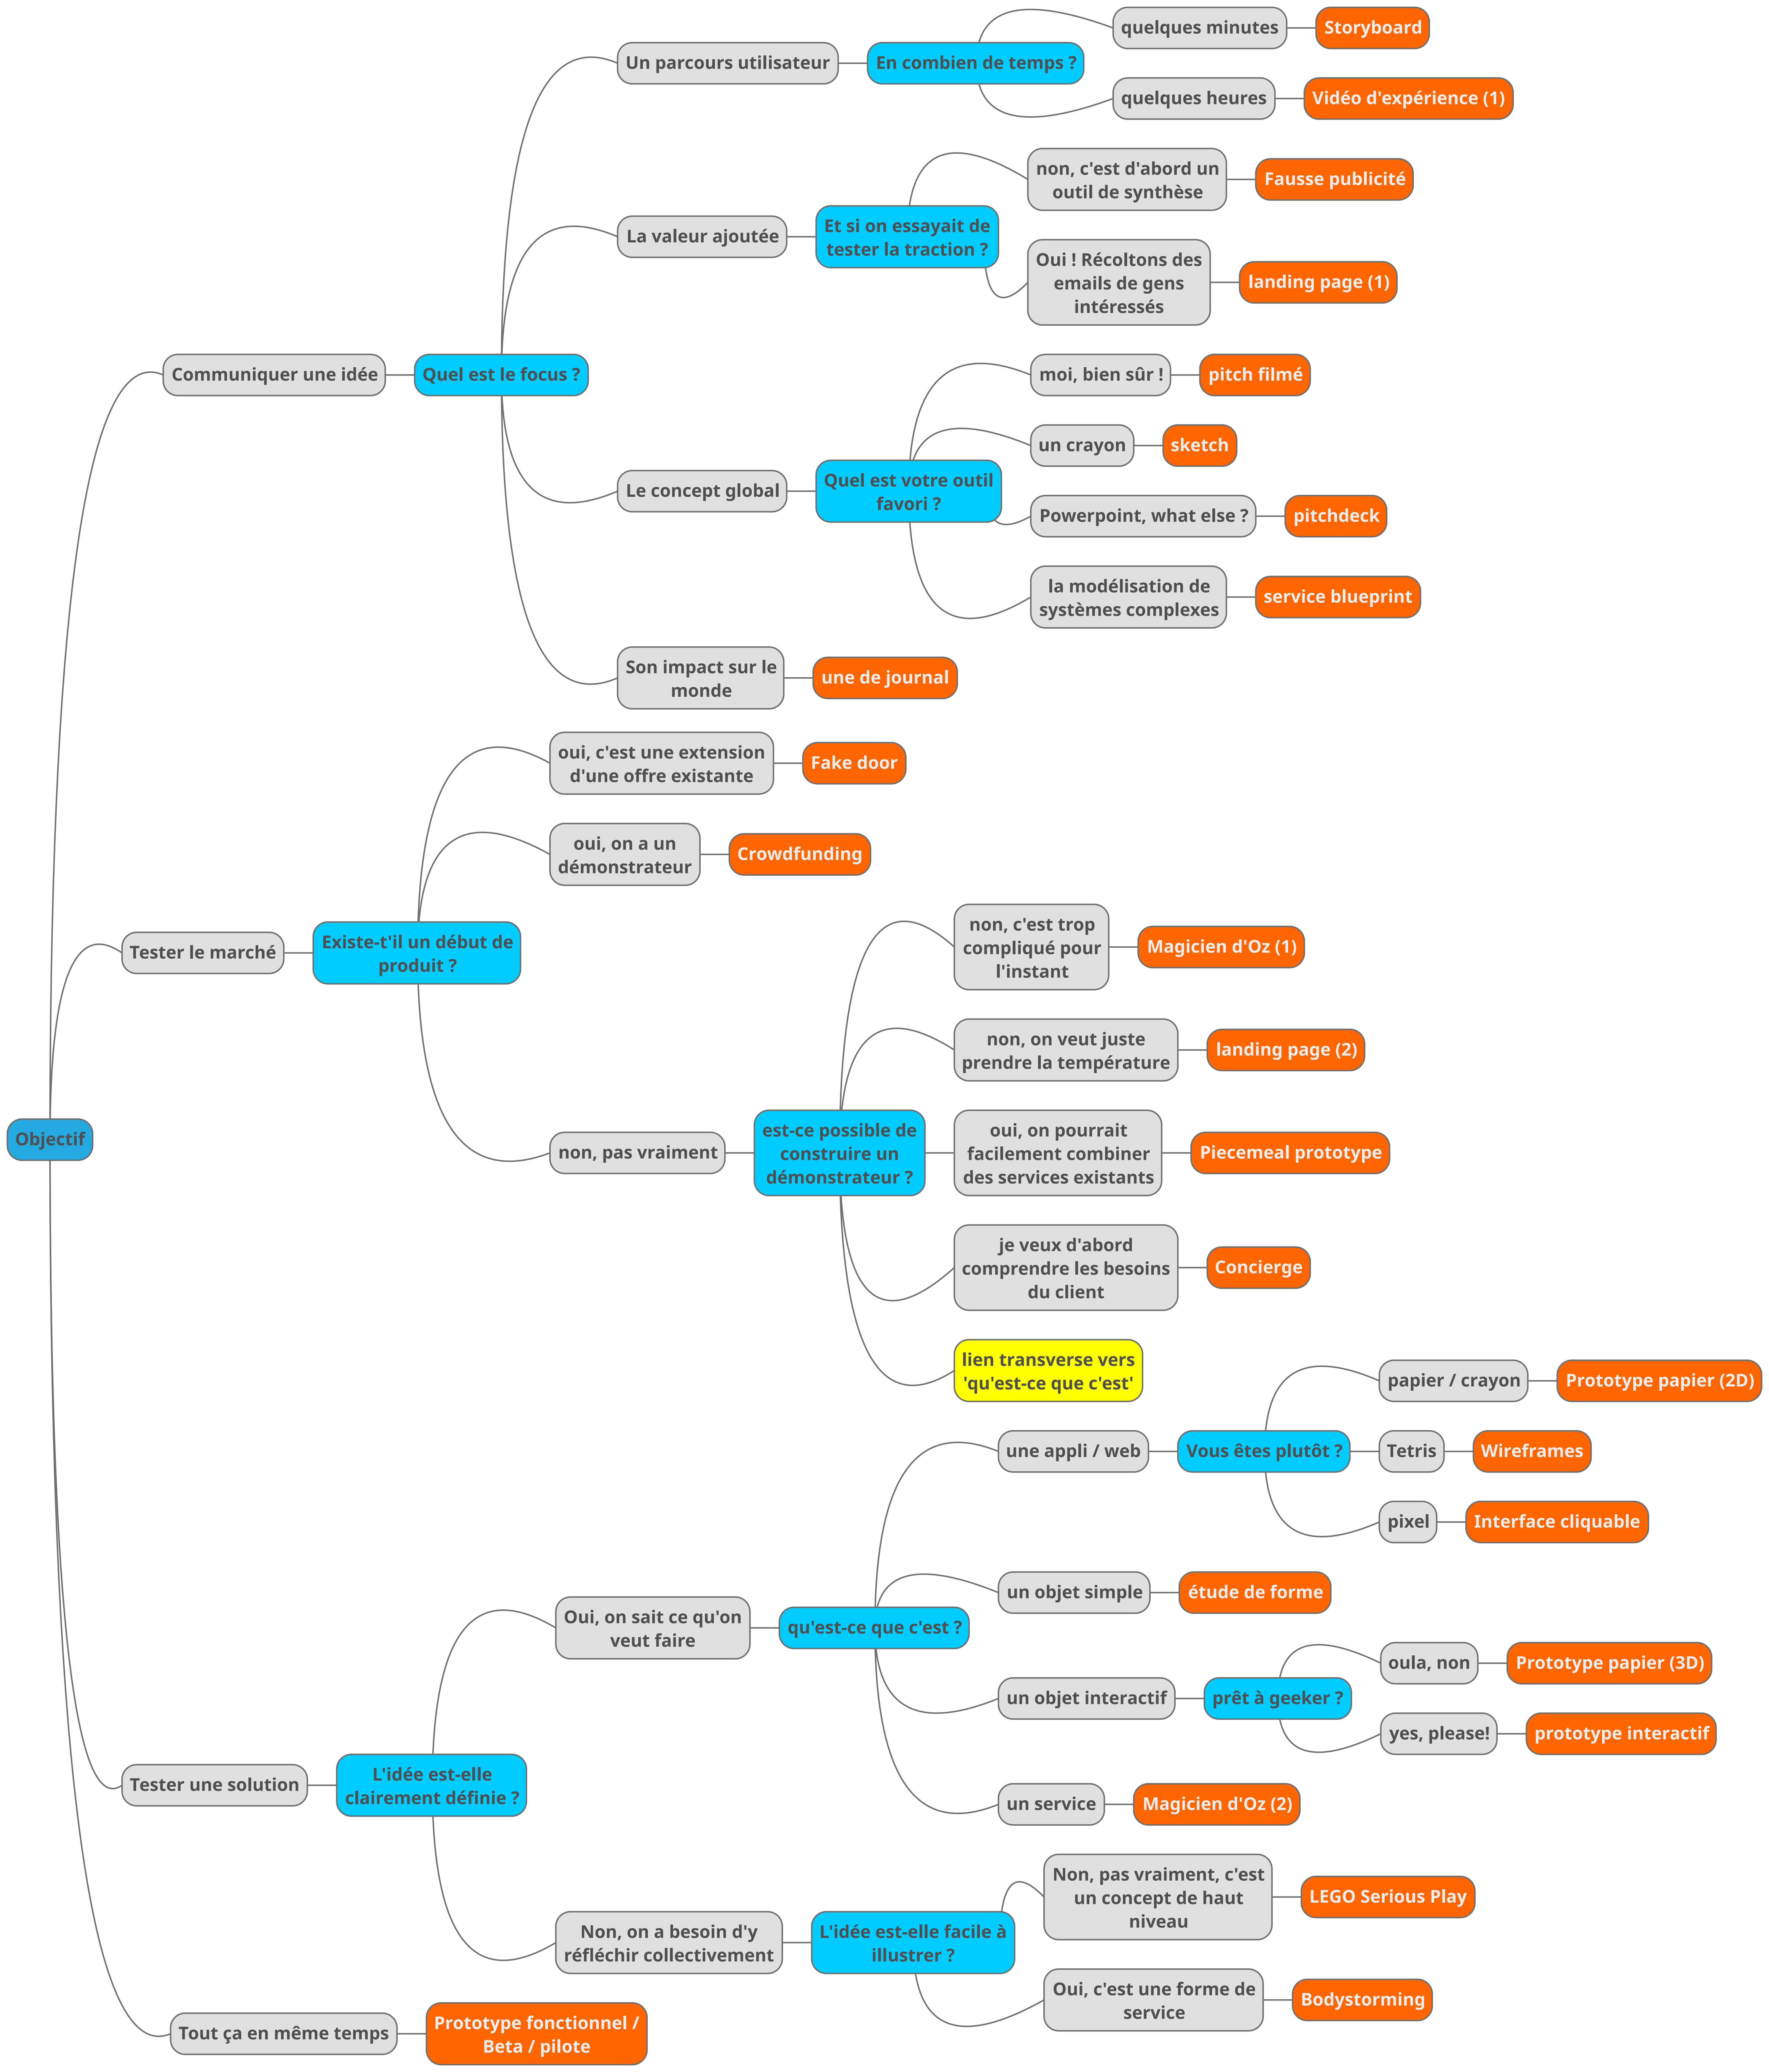 Objectif
Communiquer une idée
Quel est le focus ?
Un parcours utilisateur
En combien de temps ?
quelques minutes
Storyboard
quelques heures
Vidéo d'expérience (1)
La valeur ajoutée
Et si on essayait de
tester la traction ?
non, c'est d'abord un
outil de synthèse
Fausse publicité
Oui ! Récoltons des
emails de gens
intéressés
landing page (1)
Le concept global
Quel est votre outil
favori ?
moi, bien sûr !
pitch filmé
un crayon
sketch
Powerpoint, what else ?
pitchdeck
la modélisation de
systèmes complexes
service blueprint
Son impact sur le
monde
une de journal
Tester le marché
Existe-t'il un début de
produit ?
oui, c'est une extension
d'une offre existante
Fake door
oui, on a un
démonstrateur
Crowdfunding
non, pas vraiment
est-ce possible de
construire un
démonstrateur ?
non, c'est trop
compliqué pour
l'instant
Magicien d'Oz (1)
non, on veut juste
prendre la température
landing page (2)
oui, on pourrait
facilement combiner
des services existants
Piecemeal prototype
je veux d'abord
comprendre les besoins
du client
Concierge
lien transverse vers
'qu'est-ce que c'est'
Tester une solution
L'idée est-elle
clairement définie ?
Oui, on sait ce qu'on
veut faire
qu'est-ce que c'est ?
une appli / web
Vous êtes plutôt ?
papier / crayon
Prototype papier (2D)
Tetris
Wireframes
pixel
Interface cliquable
un objet simple
étude de forme
un objet interactif
prêt à geeker ?
oula, non
Prototype papier (3D)
yes, please!
prototype interactif
un service
Magicien d'Oz (2)
Non, on a besoin d'y
réfléchir collectivement
L'idée est-elle facile à
illustrer ?
Non, pas vraiment, c'est
un concept de haut
niveau
LEGO Serious Play
Oui, c'est une forme de
service
Bodystorming
Tout ça en même temps
Prototype fonctionnel /
Beta / pilote